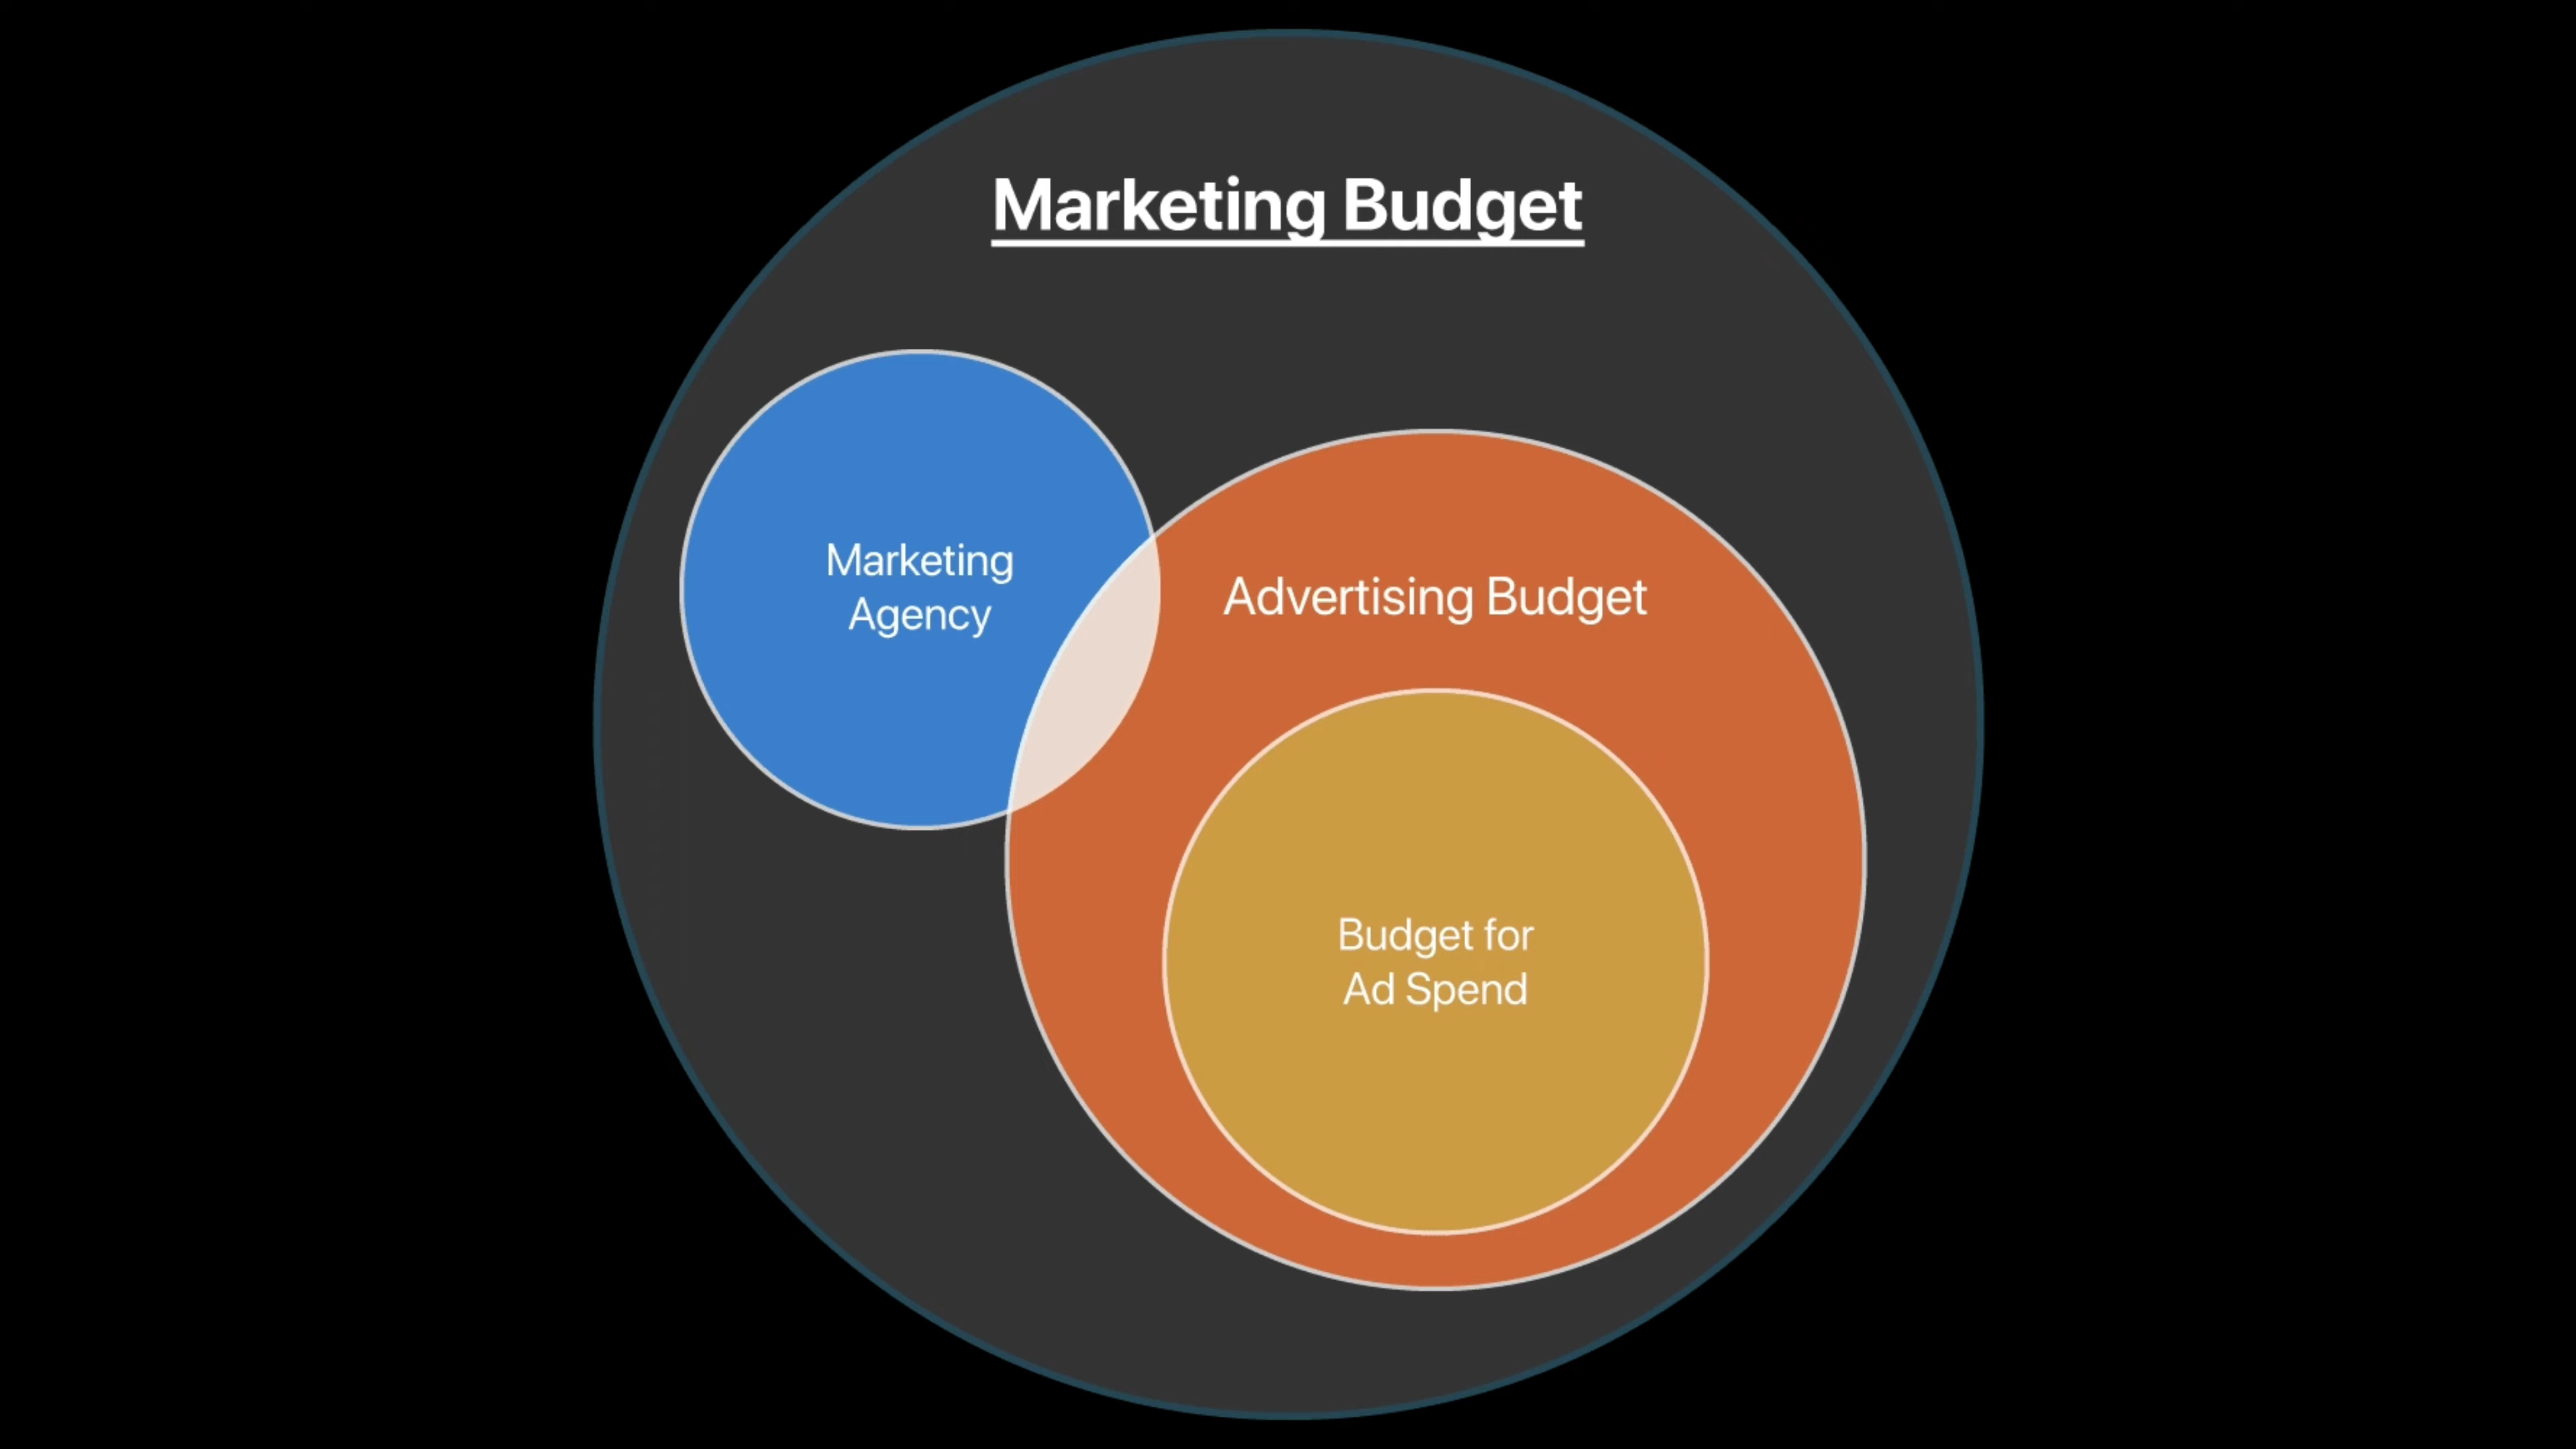 Marketing Budget
Marketing
Agency
Advertising Budget
Budget for
Ad Spend